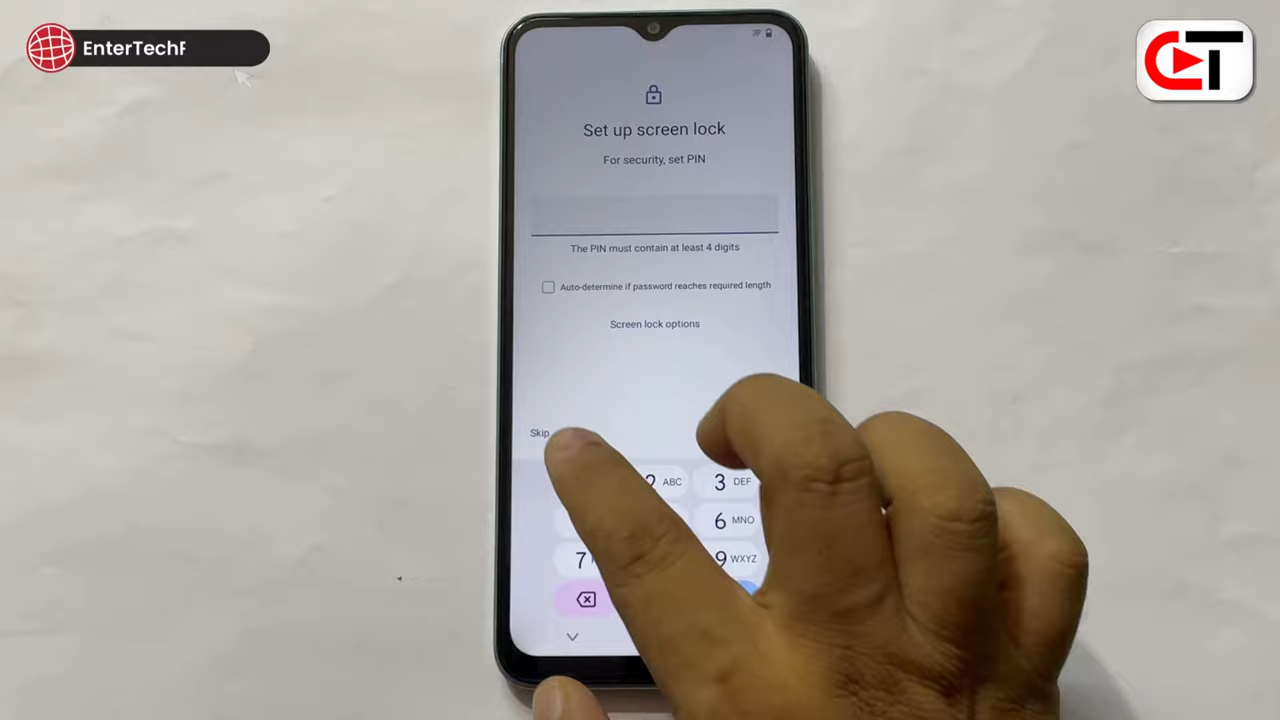 EnterTechF
CT
Set up screen lock
For security, set PIN
The PIN must contain at least 4 digits
Auto-determine if password reaches required length
Screen lock options
Skip
2 ABC
3 DEF
6 MNO
7
9 WXYZ